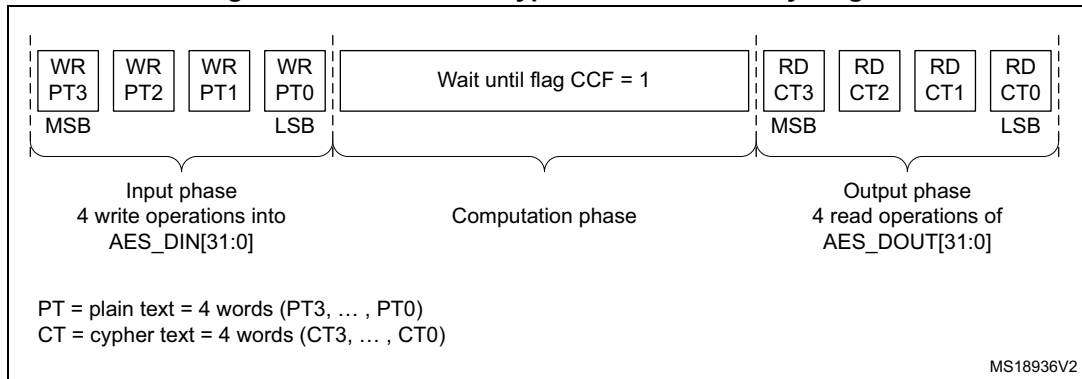 WR PT3
WR PT2
WR PT1
WR PT0
Wait until flag CCF = 1
RD CT3
RD CT2
RD CT1
RD CT0
MSB
LSB
MSB
LSB
Input phase
4 write operations into
AES_DIN[31:0]
Computation phase
Output phase
4 read operations of
AES_DOUT[31:0]
PT = plain text = 4 words (PT3, … , PT0)
CT = cypher text = 4 words (CT3, … , CT0)
MS18936V2